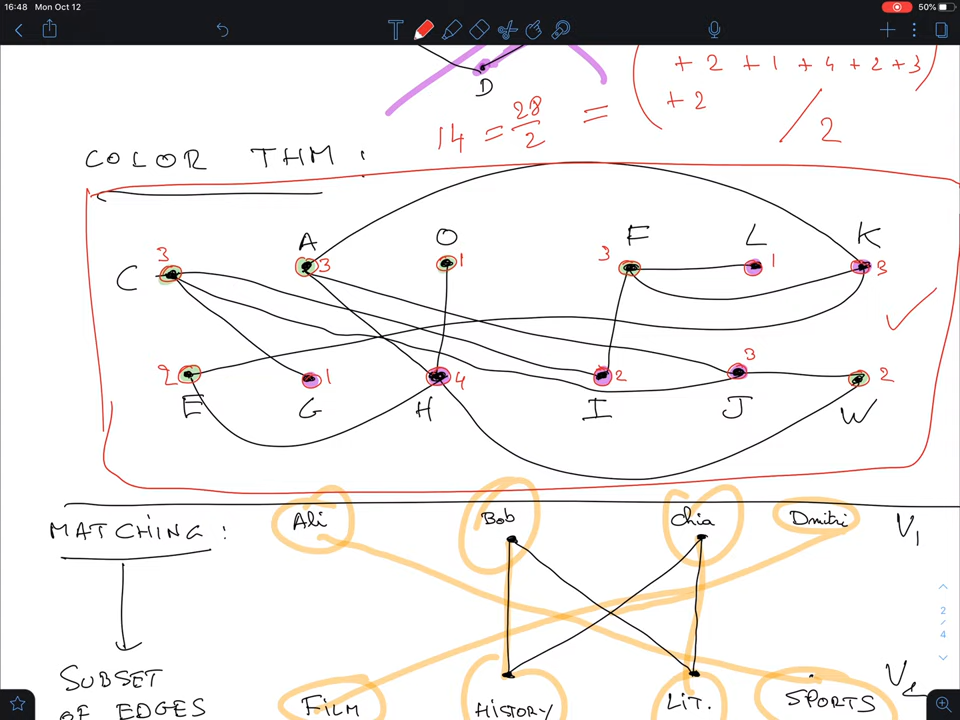 16:48 Mon Oct 12
50%
+ 2 + 1 + 4 + 2 + 3
+ 2
D
14 = 28/2 =
/ 2
COLOR THM :
A O F L K
C 3 3 1 3 1 3
2 1 4 2 3 2
E G H I J W
MATCHING :
Ali Bob Chia Dmitri V1
2
/
4
SUBSET
OF EDGES
FILM HISTORY LIT. SPORTS